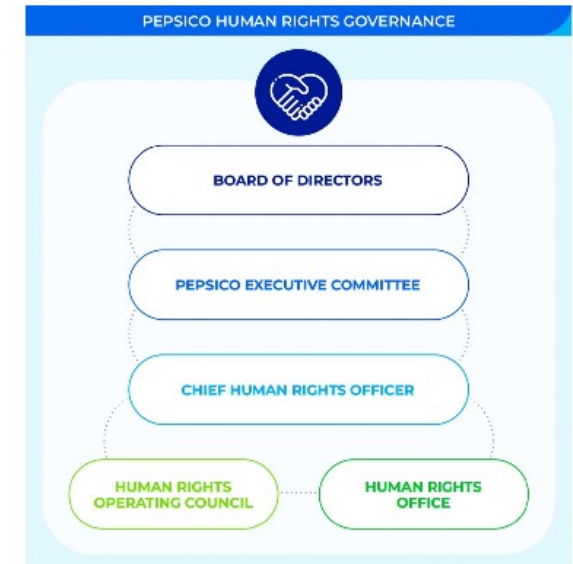 PEPSICO HUMAN RIGHTS GOVERNANCE
BOARD OF DIRECTORS
PEPSICO EXECUTIVE COMMITTEE
CHIEF HUMAN RIGHTS OFFICER
HUMAN RIGHTS
OPERATING COUNCIL
HUMAN RIGHTS
OFFICE